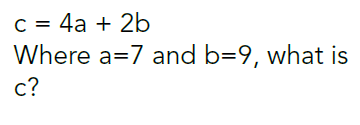 c = 4a + 2b
Where a=7 and b=9, what is
c?